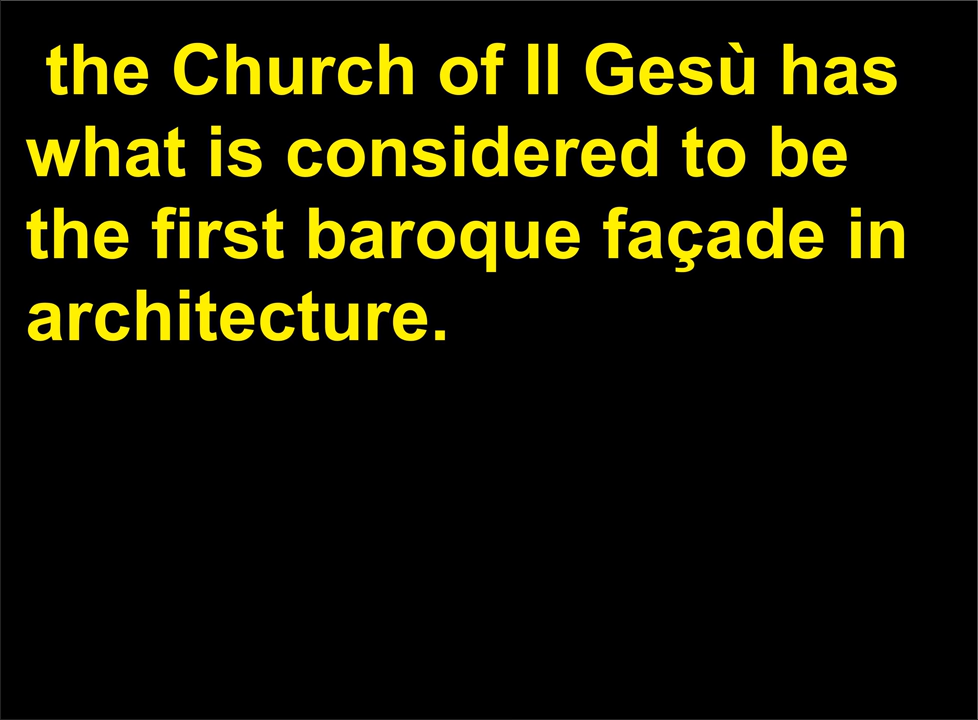 the Church of Il Gesù has
what is considered to be
the first baroque façade in
architecture.